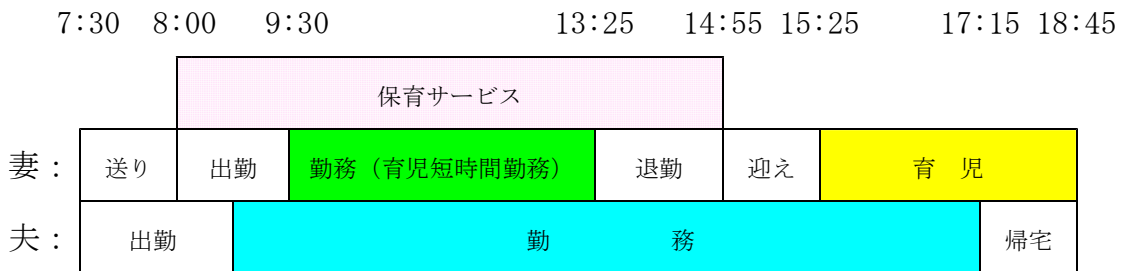 7:30 8:00 9:30 13:25 14:55 15:25 17:15 18:45
保育サービス
妻： 送り 出勤 勤務（育児短時間勤務） 退勤 迎え 育 児
夫： 出勤 勤 務 帰宅